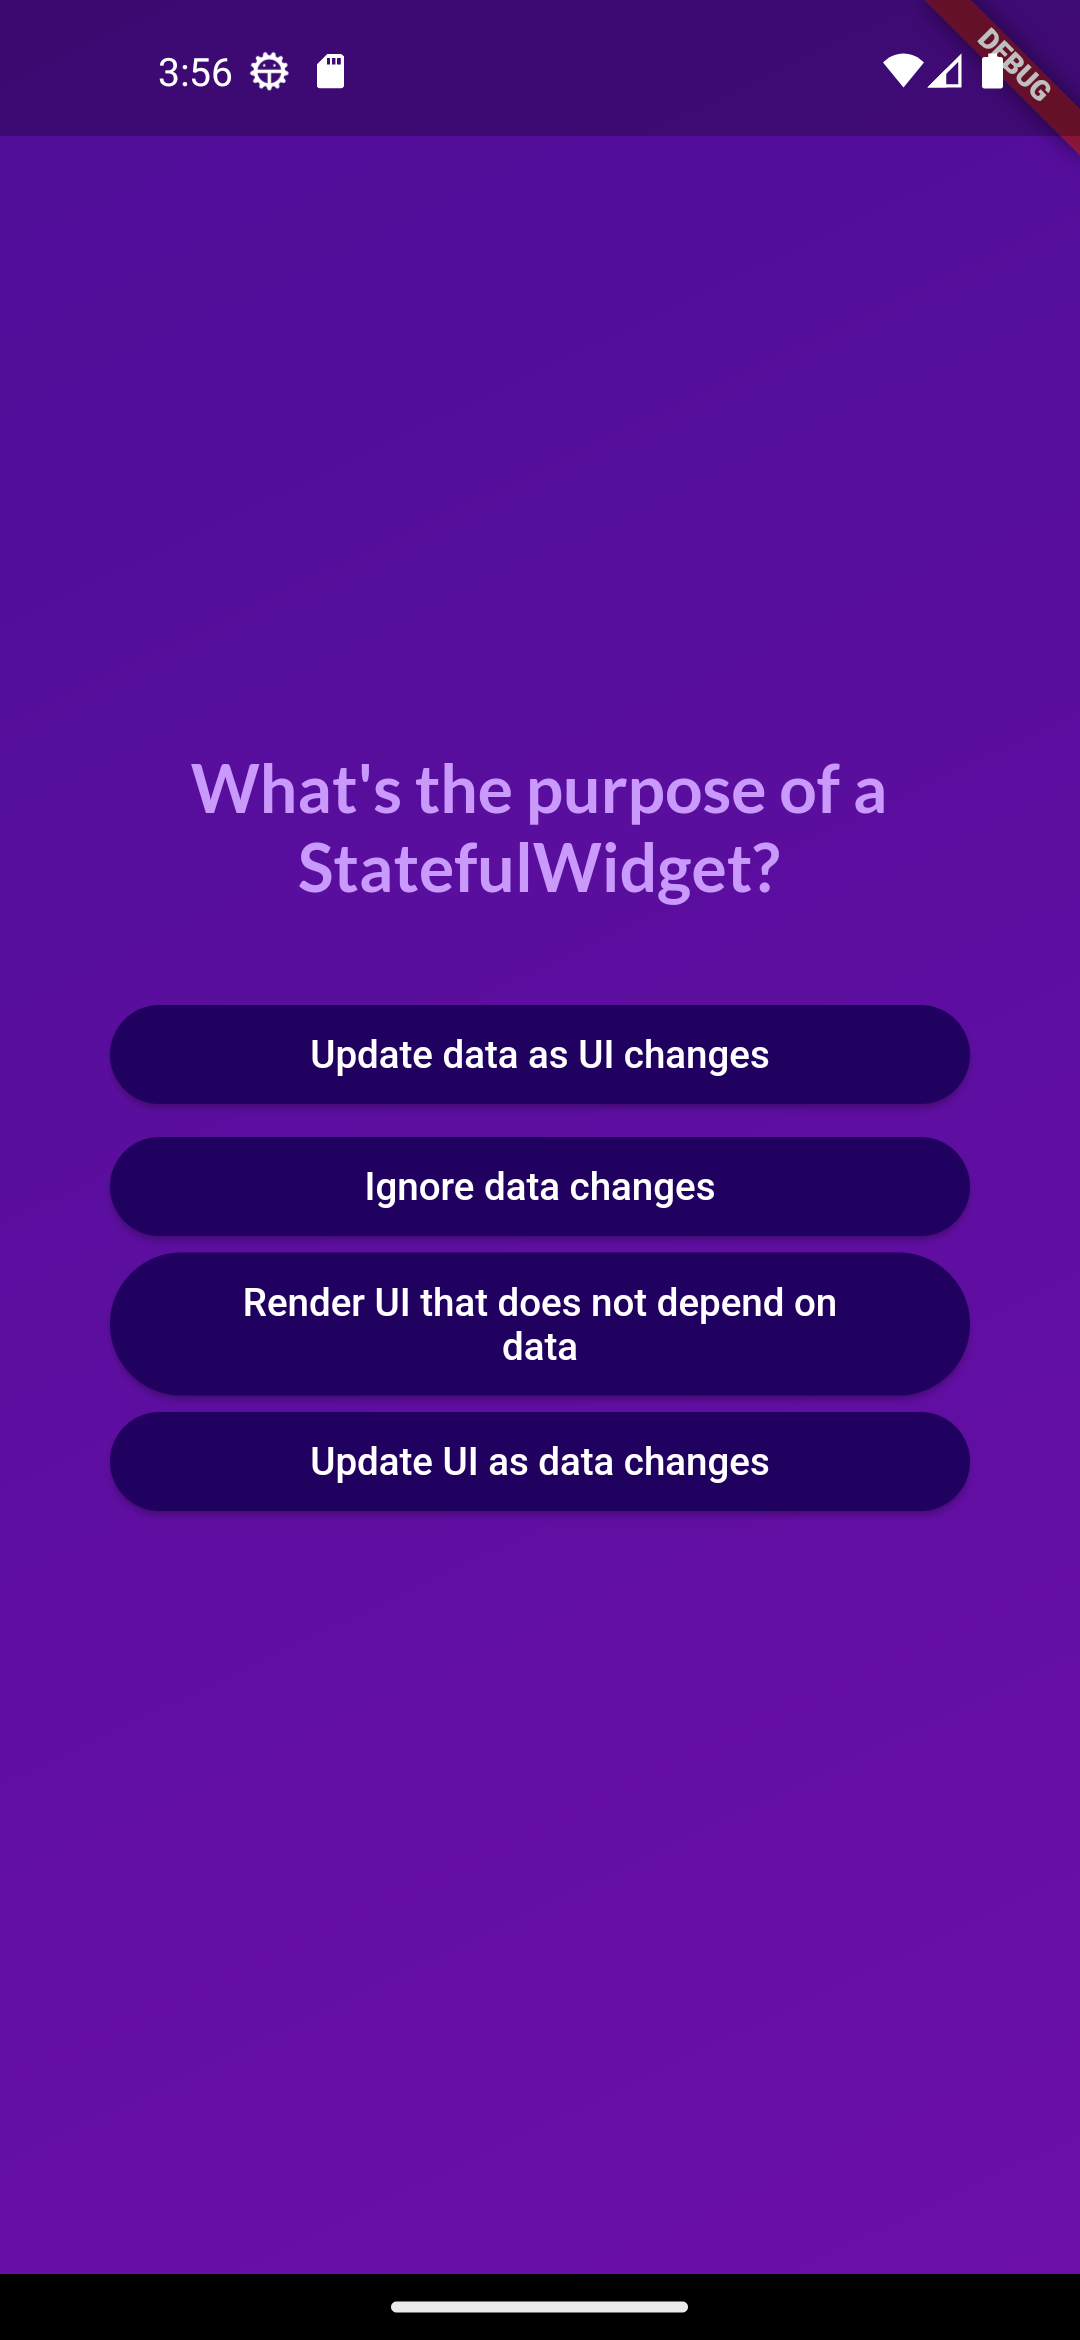 3:56
DEBUG
What's the purpose of a
StatefulWidget?
Update data as UI changes
Ignore data changes
Render UI that does not depend on
data
Update UI as data changes